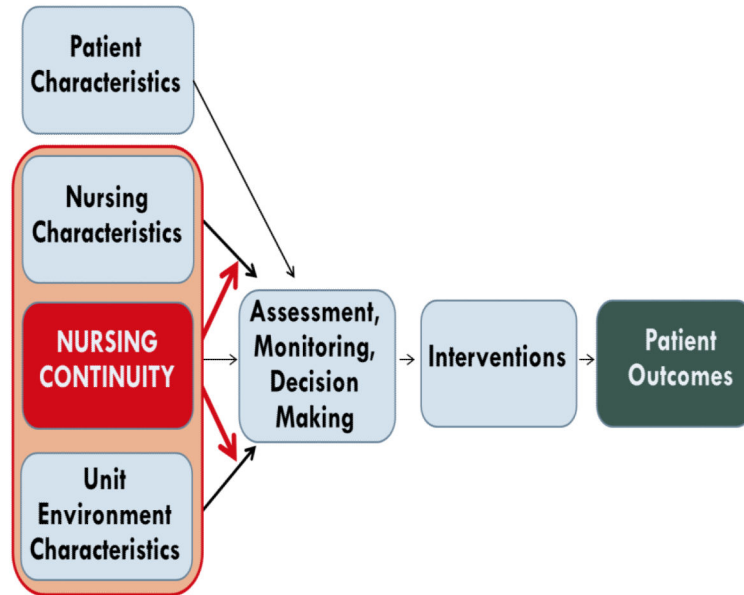 Patient
Characteristics
Nursing
Characteristics
NURSING
CONTINUITY
Unit
Environment
Characteristics
Assessment,
Monitoring,
Decision
Making
Interventions
Patient
Outcomes